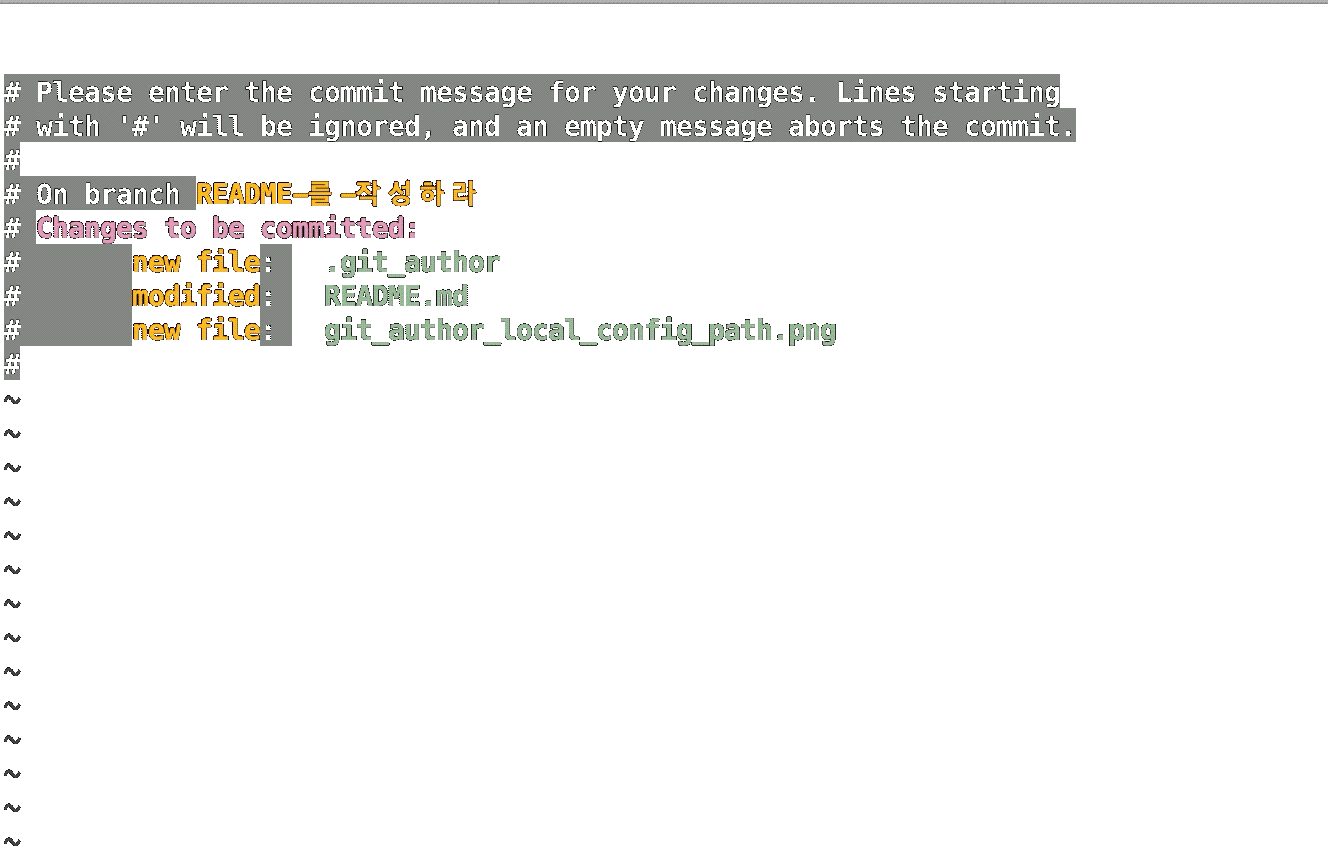 # Please enter the commit message for your changes. Lines starting
# with '#' will be ignored, and an empty message aborts the commit.
#
# On branch README-를-작성하라
# Changes to be committed:
#       new file:   .git_author
#       modified:   README.md
#       new file:   git_author_local_config_path.png
#
~
~
~
~
~
~
~
~
~
~
~
~
~
~